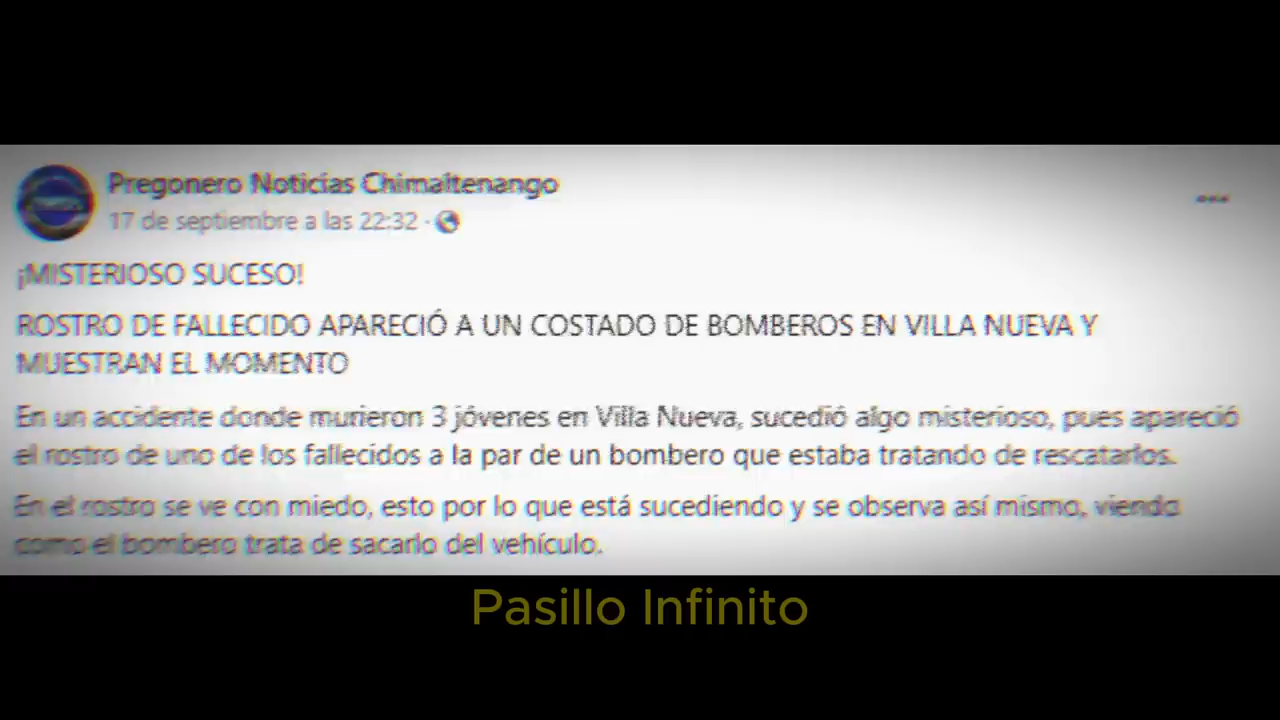 Pregonero Noticias Chimaltenango
17 de septiembre a las 22:32 ·
¡MISTERIOSO SUCESO!
ROSTRO DE FALLECIDO APARECIÓ A UN COSTADO DE BOMBEROS EN VILLA NUEVA Y
MUESTRAN EL MOMENTO
En un accidente donde murieron 3 jóvenes en Villa Nueva, sucedió algo misterioso, pues apareció
el rostro de uno de los fallecidos a la par de un bombero que estaba tratando de rescatarlos.
En el rostro se ve con miedo, esto por lo que está sucediendo y se observa así mismo, viendo
como el bombero trata de sacarlo del vehículo.
Pasillo Infinito